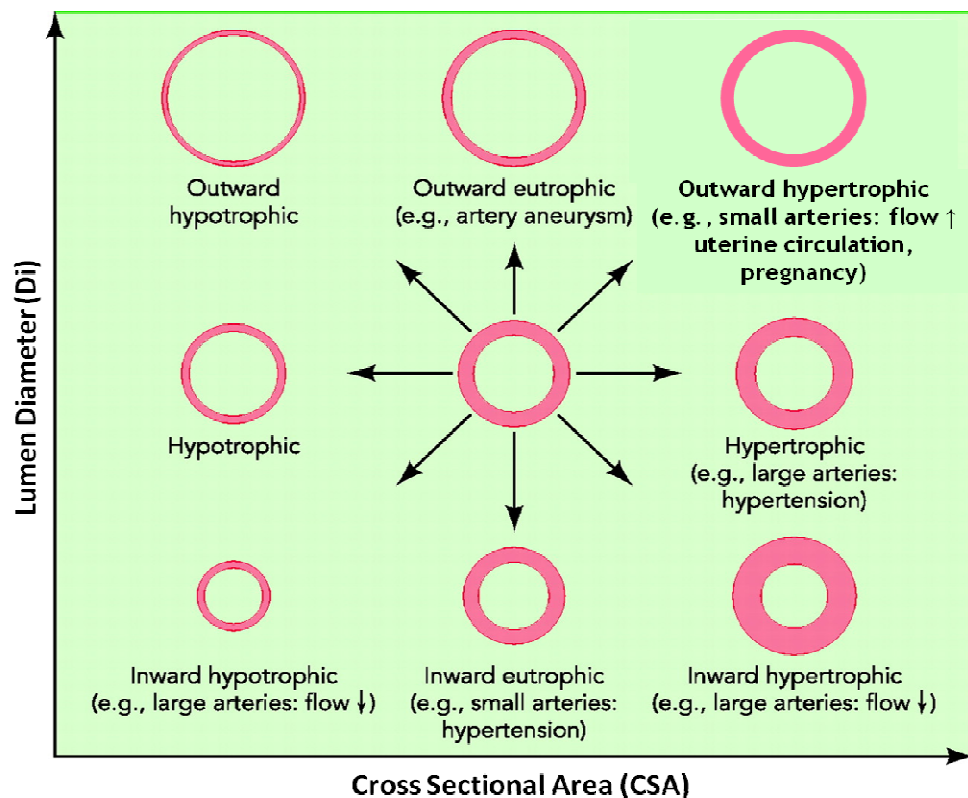 Lumen Diameter (Di)
Outward
hypotrophic
Outward eutrophic
(e.g., artery aneurysm)
Outward hypertrophic
(e.g., small arteries: flow ↑
uterine circulation,
pregnancy)
Hypotrophic
Hypertrophic
(e.g., large arteries:
hypertension)
Inward hypotrophic
(e.g., large arteries: flow ↓)
Inward eutrophic
(e.g., small arteries:
hypertension)
Inward hypertrophic
(e.g., large arteries: flow ↓)
Cross Sectional Area (CSA)